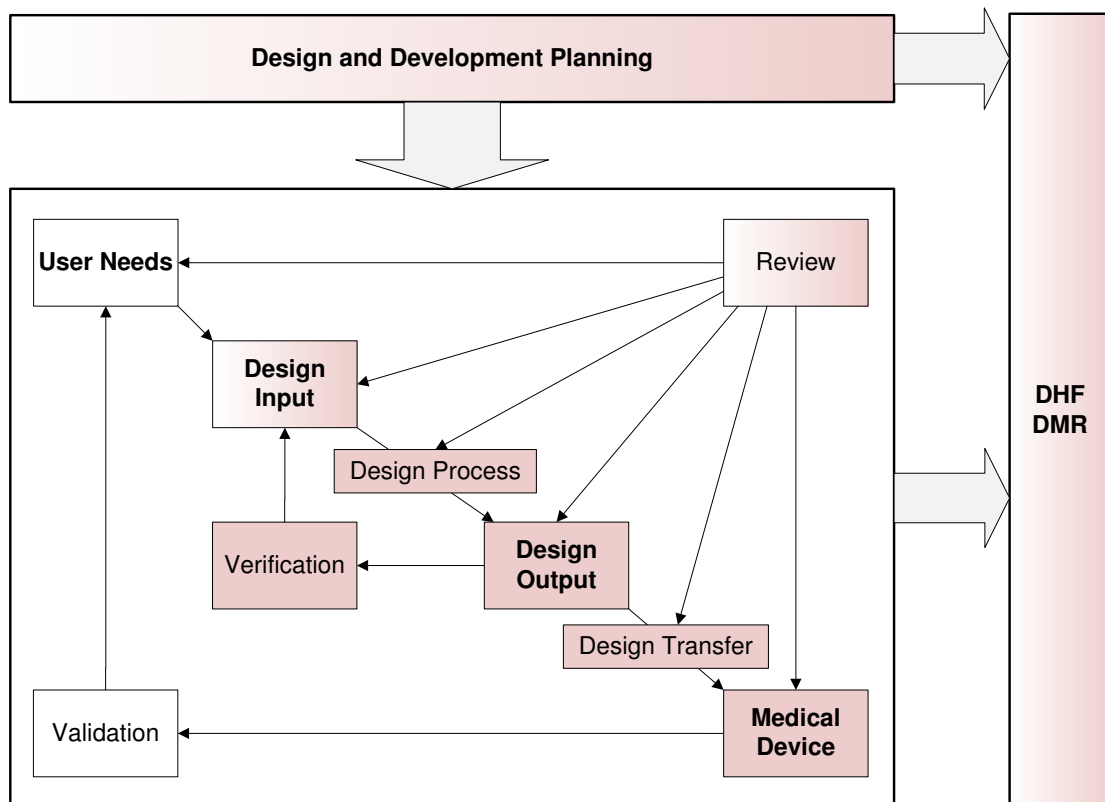 Design and Development Planning
User Needs
Review
Design
Input
DHF
DMR
Design Process
Verification
Design
Output
Design Transfer
Validation
Medical
Device